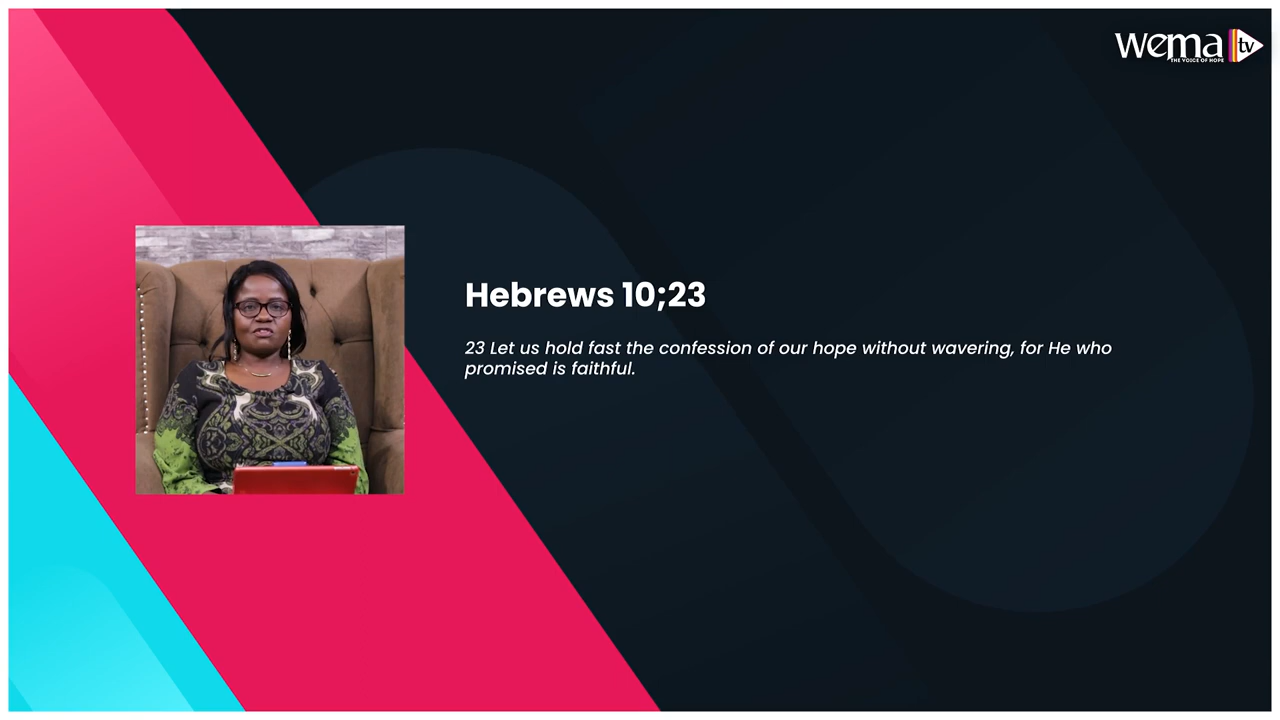 wema tv
THE VOICE OF HOPE
Hebrews 10;23
23 Let us hold fast the confession of our hope without wavering, for He who
promised is faithful.